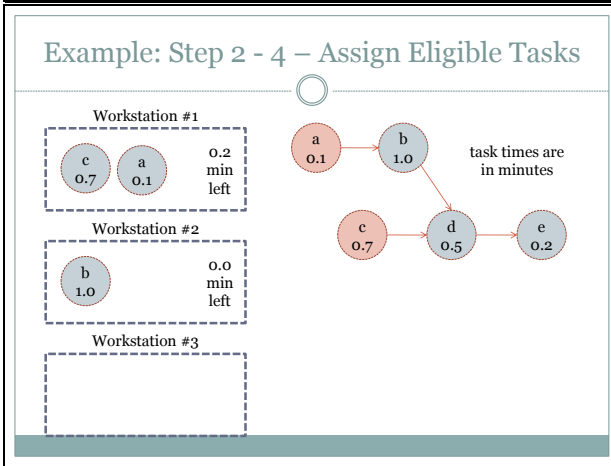 Example: Step 2 - 4 – Assign Eligible Tasks
Workstation #1
c
0.7
a
0.1
0.2
min
left
Workstation #2
b
1.0
0.0
min
left
Workstation #3
a
0.1
b
1.0
task times are
in minutes
c
0.7
d
0.5
e
0.2